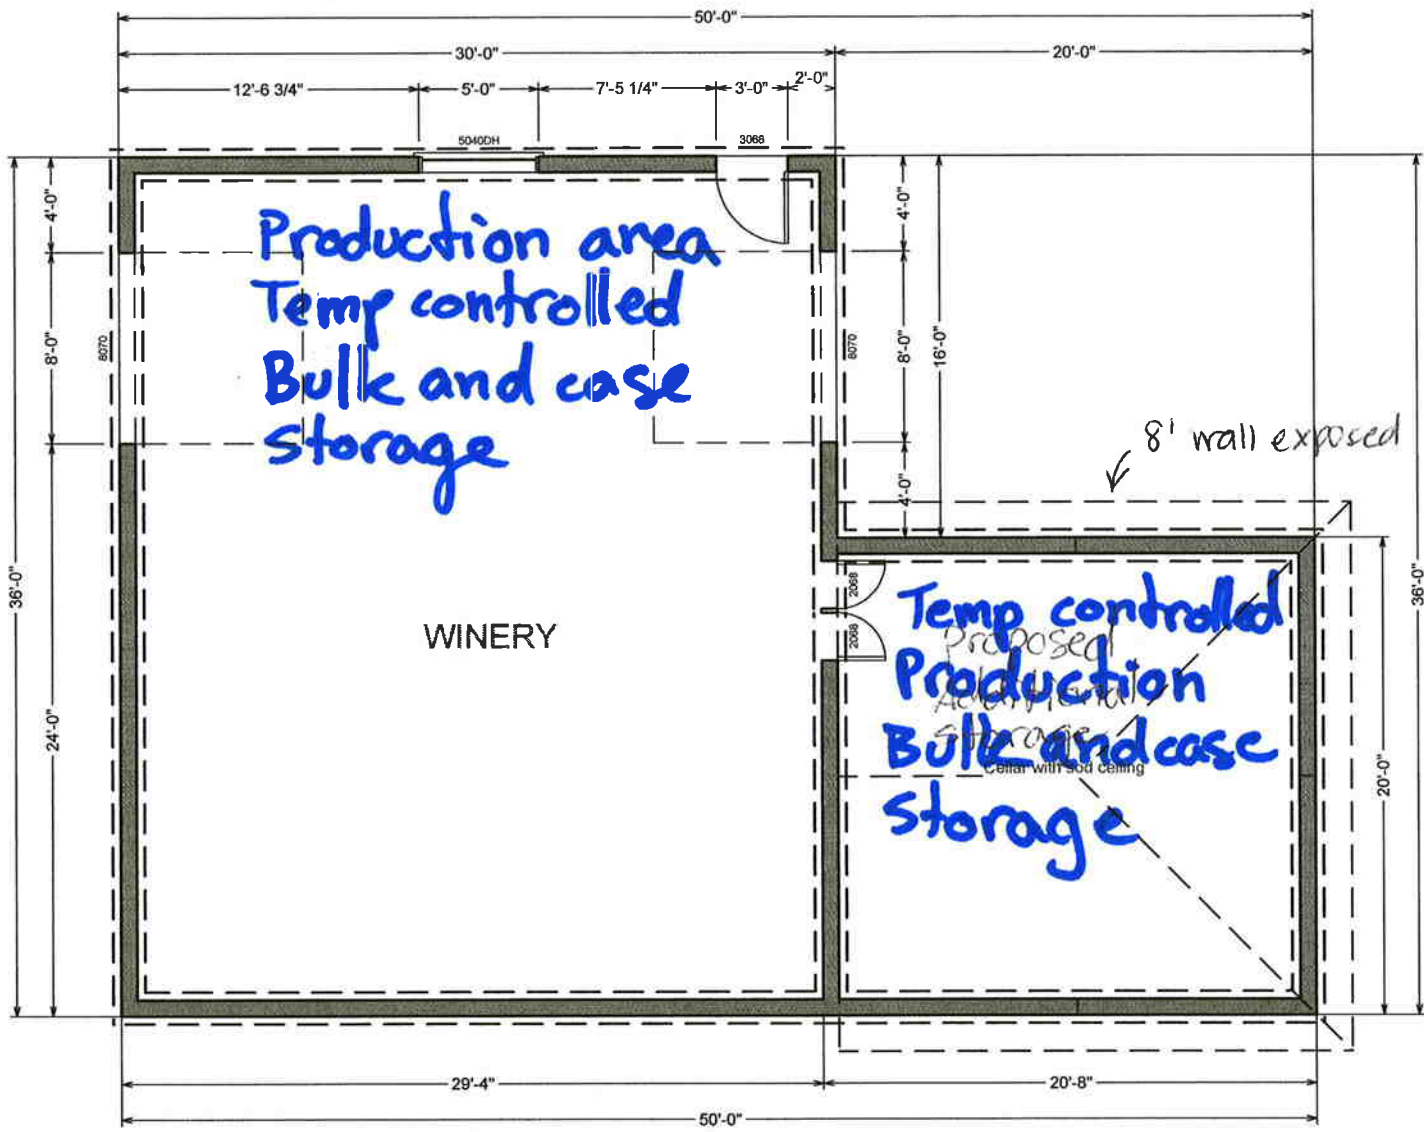 50'-0"
30'-0"
20'-0"
12'-6 3/4"
5'-0"
7'-5 1/4"
3'-0"
2'-0"
5040DH
3068
4'-0"
8'-0"
24'-0"
36'-0"
8070
Production area
Temp controlled
Bulk and case
Storage
8070
4'-0"
8'-0"
4'-0"
16'-0"
36'-0"
8' wall exposed
WINERY
2068
2068
Temp controlled
Production
Bulk and case
Storage
Proposed
Additional
Storage
Cellar with sod ceiling
20'-0"
29'-4"
20'-8"
50'-0"